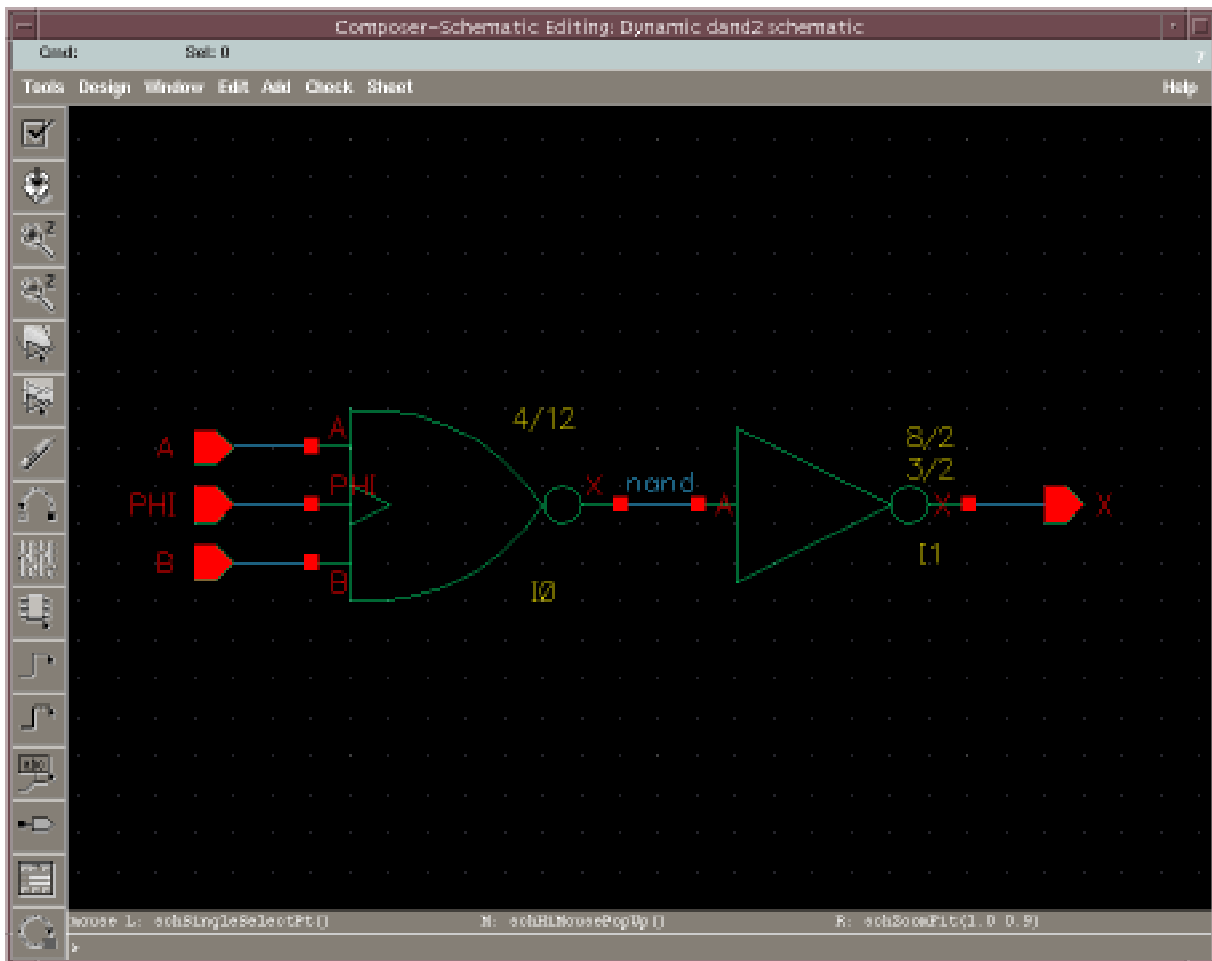 Composer-Schematic Editing: Dynamic dand2 schematic
Cmd: Sel: 0
7
Tools Design Window Edit Add Check Sheet Help
4/12
A A
8/2
3/2
PHI PHI X nand A X X
B B
I0
I1
mouse L: schSingleSelectPt() M: schHiMousePopUp() R: schZoomFit(1.0 0.9)
>